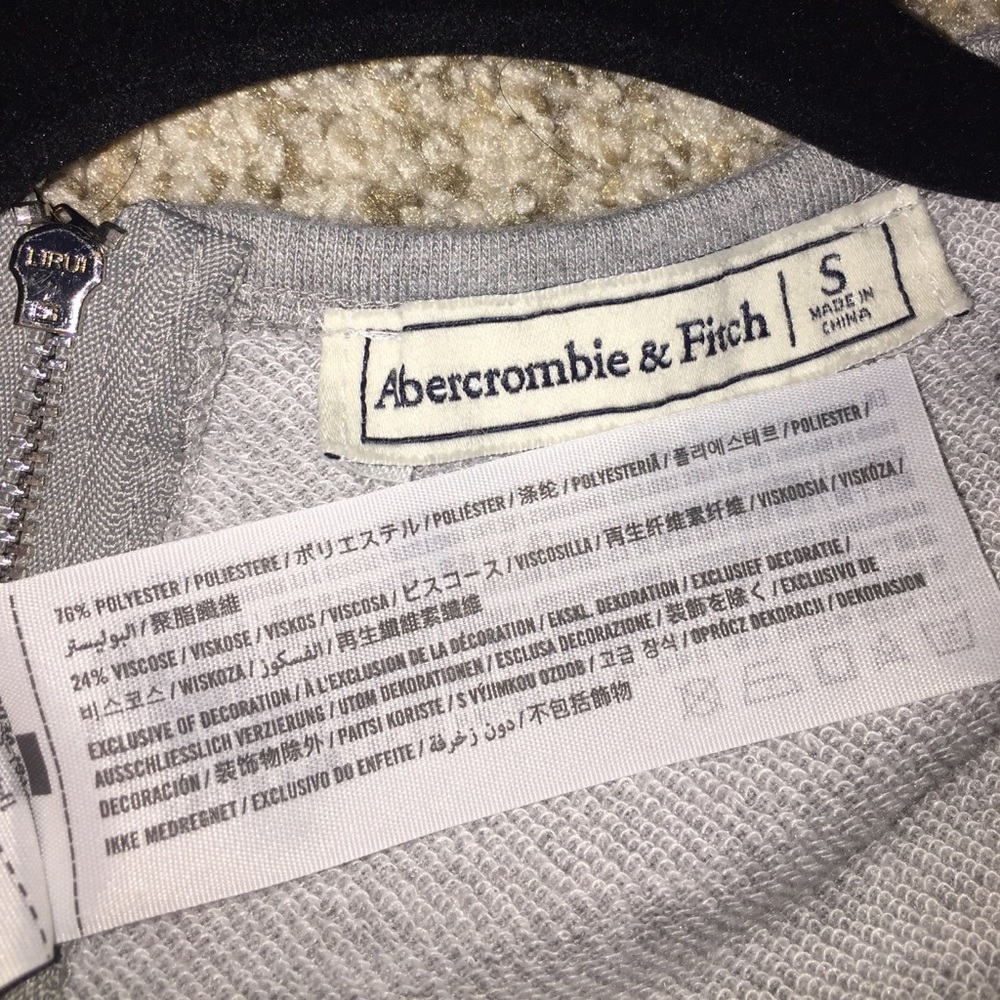 LIRUI
Abercrombie & Fitch
S
MADE IN
CHINA
76% POLYESTER / POLIESTERE / ポリエステル / POLIÉSTER / 涤纶 / POLYESTERIÄ / 폴리에스테르 / POLIESTER /
البوليستر / 聚脂纖維
24% VISCOSE / VISKOSE / VISKOS / VISCOSA / ビスコース / VISCOSILLA / 再生纤维素纤维 / VISKOOSIA / VISKÓZA /
비스코스 / WISKOZA / الفسكوز / 再生纖維素纖維
EXCLUSIVE OF DECORATION / À L'EXCLUSION DE LA DÉCORATION / EKSKL. DEKORATION / EXCLUSIEF DECORATIE /
AUSSCHLIESSLICH VERZIERUNG / UTOM DEKORATIONEN / ESCLUSA DECORAZIONE / 装飾を除く / EXCLUSIVO DE
DECORACIÓN / 装饰物除外 / PAITSI KORISTE / S VÝJIMKOU OZDOB / 고급 장식 / OPRÓCZ DEKORACJI / DEKORASJON
IKKE MEDREGNET / EXCLUSIVO DO ENFEITE / دون زخرفة / 不包括飾物